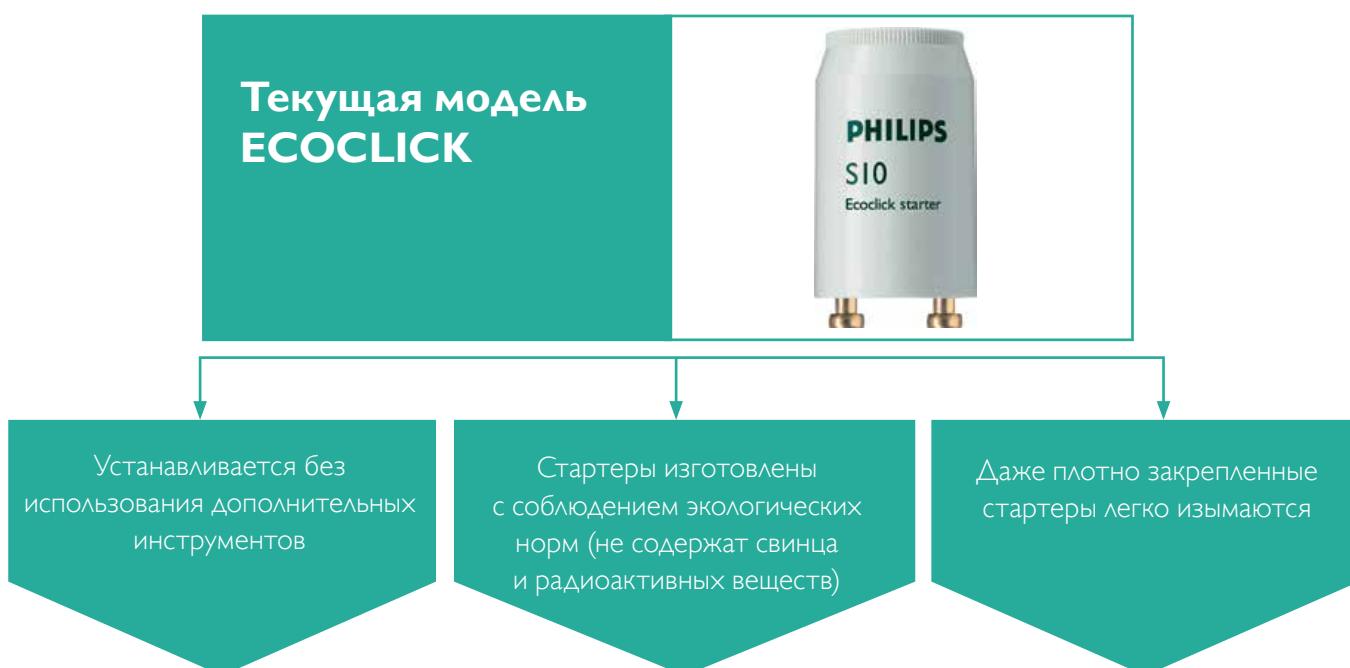 Текущая модель
ECOCLICK
PHILIPS
S10
Ecoclick starter
Устанавливается без
использования дополнительных
инструментов
Стартеры изготовлены
с соблюдением экологических
норм (не содержат свинца
и радиоактивных веществ)
Даже плотно закрепленные
стартеры легко изымаются